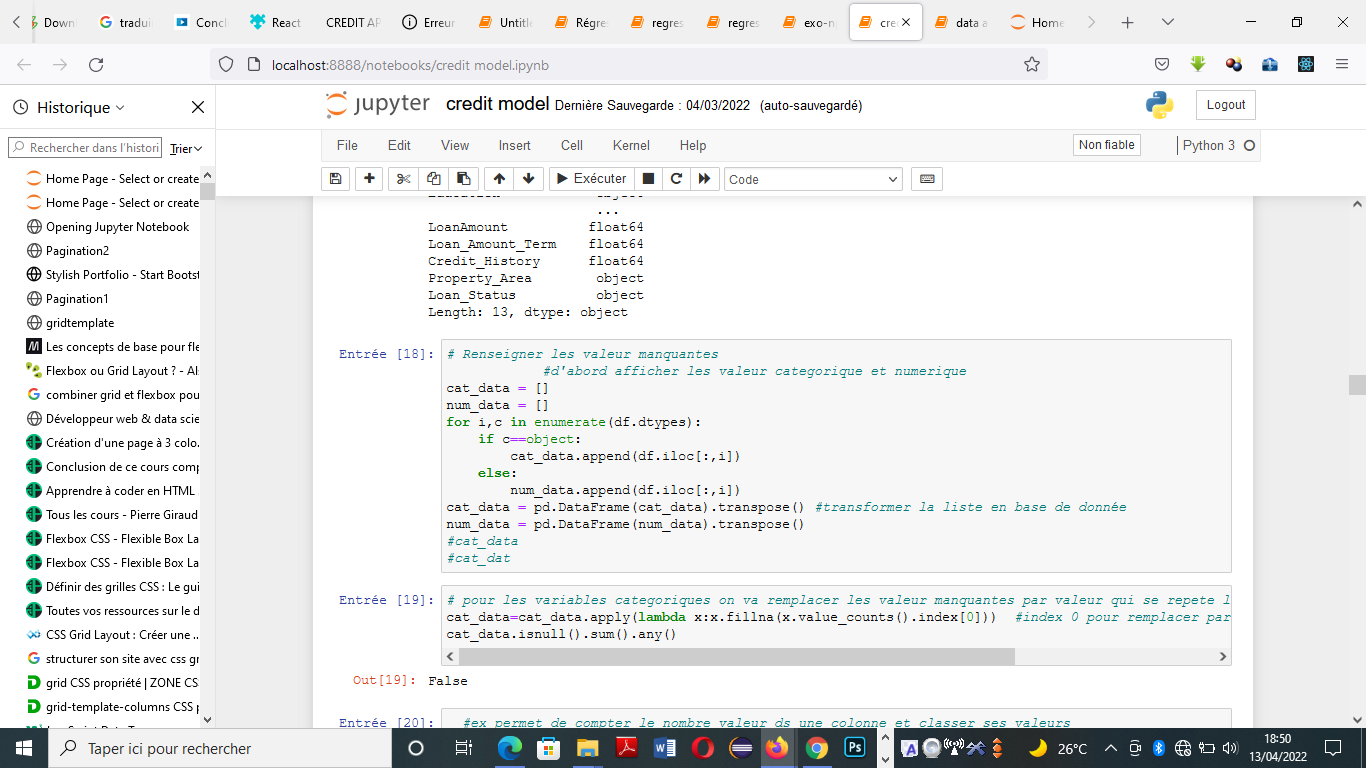 Downl
traduir
Concl
React
CREDIT AP
Erreur
Untitle
Régres
regres
regres
exo-n
cre
data a
Home
localhost:8888/notebooks/credit model.ipynb
Historique
Rechercher dans l'histori
Trier
Home Page - Select or create
Home Page - Select or create
Opening Jupyter Notebook
Pagination2
Stylish Portfolio - Start Bootst
Pagination1
gridtemplate
Les concepts de base pour fle
Flexbox ou Grid Layout ? - Al
combiner grid et flexbox pou
Développeur web & data scie
Création d'une page à 3 colo
Conclusion de ce cours comp
Apprendre à coder en HTML
Tous les cours - Pierre Giraud
Flexbox CSS - Flexible Box La
Flexbox CSS - Flexible Box La
Définir des grilles CSS : Le gui
Toutes vos ressources sur le d
CSS Grid Layout : Créer une ...
structurer son site avec css gr
grid CSS propriété | ZONE CS
grid-template-columns CSS p
jupyter credit model Dernière Sauvegarde : 04/03/2022 (auto-sauvegardé)
Logout
File Edit View Insert Cell Kernel Help
Non fiable
Python 3
Exécuter
Code
Education object
...
LoanAmount float64
Loan_Amount_Term float64
Credit_History float64
Property_Area object
Loan_Status object
Length: 13, dtype: object
Entrée [18]:
# Renseigner les valeur manquantes
#d'abord afficher les valeur categorique et numerique
cat_data = []
num_data = []
for i,c in enumerate(df.dtypes):
if c==object:
cat_data.append(df.iloc[:,i])
else:
num_data.append(df.iloc[:,i])
cat_data = pd.DataFrame(cat_data).transpose() #transformer la liste en base de donnée
num_data = pd.DataFrame(num_data).transpose()
#cat_data
#cat_dat
Entrée [19]:
# pour les variables categoriques on va remplacer les valeur manquantes par valeur qui se repete l
cat_data=cat_data.apply(lambda x:x.fillna(x.value_counts().index[0])) #index 0 pour remplacer par
cat_data.isnull().sum().any()
Out[19]: False
Entrée [20]:
#ex permet de compter le nombre valeur ds une colonne et classer ses valeurs
Taper ici pour rechercher
26°C
18:50
13/04/2022